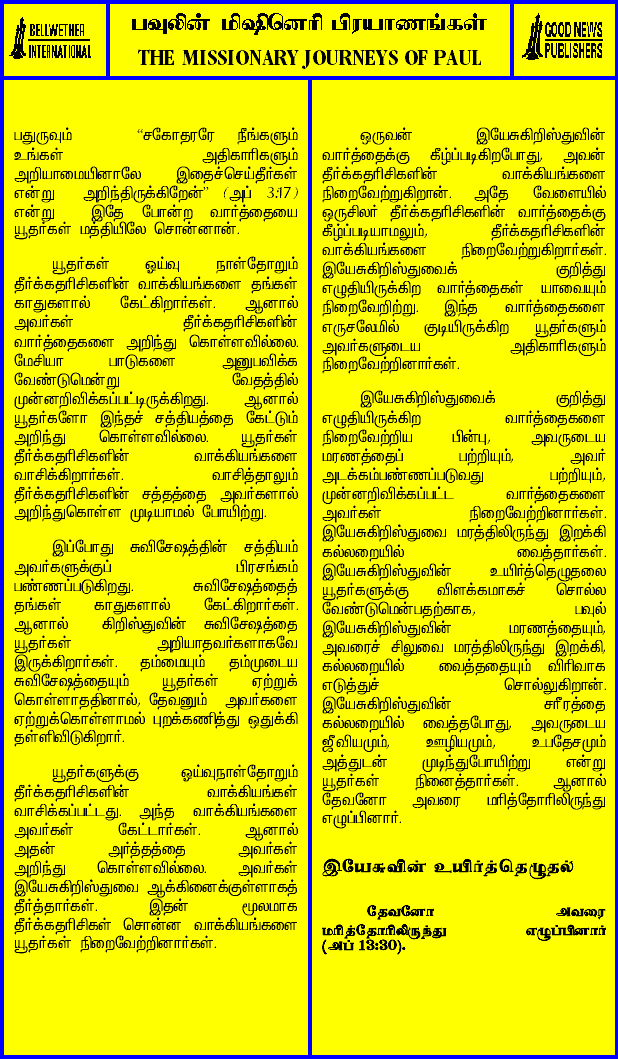 BELLWETHER
INTERNATIONAL
பவுலின் மிஷினெரி பிரயாணங்கள்
THE MISSIONARY JOURNEYS OF PAUL
GOOD NEWS
PUBLISHERS
பதுருவும் “சகோதரரே நீங்களும்
உங்கள் அதிகாரிகளும்
அறியாமையினாலே இதைச்செய்தீர்கள்
என்று அறிந்திருக்கிறேன்” (அப் 3:17)
என்று இதே போன்ற வார்த்தையை
யூதர்கள் மத்தியிலே சொன்னான்.
யூதர்கள் ஓய்வு நாள்தோறும்
தீர்க்கதரிசிகளின் வாக்கியங்களை தங்கள்
காதுகளால் கேட்கிறார்கள். ஆனால்
அவர்கள் தீர்க்கதரிசிகளின்
வார்த்தைகளை அறிந்து கொள்ளவில்லை.
மேசியா பாடுகளை அனுபவிக்க
வேண்டுமென்று வேதத்தில்
முன்னறிவிக்கப்பட்டிருக்கிறது. ஆனால்
யூதர்களோ இந்தச் சத்தியத்தை கேட்டும்
அறிந்து கொள்ளவில்லை. யூதர்கள்
தீர்க்கதரிசிகளின் வாக்கியங்களை
வாசிக்கிறார்கள். வாசித்தாலும்
தீர்க்கதரிசிகளின் சத்தத்தை அவர்களால்
அறிந்துகொள்ள முடியாமல் போயிற்று.
இப்போது சுவிசேஷத்தின் சத்தியம்
அவர்களுக்குப் பிரசங்கம்
பண்ணப்படுகிறது. சுவிசேஷத்தைத்
தங்கள் காதுகளால் கேட்கிறார்கள்.
ஆனால் கிறிஸ்துவின் சுவிசேஷத்தை
யூதர்கள் அறியாதவர்களாகவே
இருக்கிறார்கள். தம்மையும் தம்முடைய
சுவிசேஷத்தையும் யூதர்கள் ஏற்றுக்
கொள்ளாததினால், தேவனும் அவர்களை
ஏற்றுக்கொள்ளாமல் புறக்கணித்து ஒதுக்கி
தள்ளிவிடுகிறார்.
யூதர்களுக்கு ஓய்வுநாள்தோறும்
தீர்க்கதரிசிகளின் வாக்கியங்கள்
வாசிக்கப்பட்டது. அந்த வாக்கியங்களை
அவர்கள் கேட்டார்கள். ஆனால்
அதன் அர்த்தத்தை அவர்கள்
அறிந்து கொள்ளவில்லை. அவர்கள்
இயேசுகிறிஸ்துவை ஆக்கினைக்குள்ளாகத்
தீர்த்தார்கள். இதன் மூலமாக
தீர்க்கதரிசிகள் சொன்ன வாக்கியங்களை
யூதர்கள் நிறைவேற்றினார்கள்.
ஒருவன் இயேசுகிறிஸ்துவின்
வார்த்தைக்கு கீழ்ப்படிகிறபோது, அவன்
தீர்க்கதரிசிகளின் வாக்கியங்களை
நிறைவேற்றுகிறான். அதே வேளையில்
ஒருசிலர் தீர்க்கதரிசிகளின் வார்த்தைக்கு
கீழ்ப்படியாமலும், தீர்க்கதரிசிகளின்
வாக்கியங்களை நிறைவேற்றுகிறார்கள்.
இயேசுகிறிஸ்துவைக் குறித்து
எழுதியிருக்கிற வார்த்தைகள் யாவையும்
நிறைவேறிற்று. இந்த வார்த்தைகளை
எருசலேமில் குடியிருக்கிற யூதர்களும்
அவர்களுடைய அதிகாரிகளும்
நிறைவேற்றினார்கள்.
இயேசுகிறிஸ்துவைக் குறித்து
எழுதியிருக்கிற வார்த்தைகளை
நிறைவேற்றிய பின்பு, அவருடைய
மரணத்தைப் பற்றியும், அவர்
அடக்கம்பண்ணப்படுவது பற்றியும்,
முன்னறிவிக்கப்பட்ட வார்த்தைகளை
அவர்கள் நிறைவேற்றினார்கள்.
இயேசுகிறிஸ்துவை மரத்திலிருந்து இறக்கி
கல்லறையில் வைத்தார்கள்.
இயேசுகிறிஸ்துவின் உயிர்த்தெழுதலை
யூதர்களுக்கு விளக்கமாகச் சொல்ல
வேண்டுமென்பதற்காக, பவுல்
இயேசுகிறிஸ்துவின் மரணத்தையும்,
அவரைச் சிலுவை மரத்திலிருந்து இறக்கி,
கல்லறையில் வைத்ததையும் விரிவாக
எடுத்துச் சொல்லுகிறான்.
இயேசுகிறிஸ்துவின் சரீரத்தை
கல்லறையில் வைத்தபோது, அவருடைய
ஜீவியமும், ஊழியமும், உபதேசமும்
அத்துடன் முடிந்துபோயிற்று என்று
யூதர்கள் நினைத்தார்கள். ஆனால்
தேவனோ அவரை மரித்தோரிலிருந்து
எழுப்பினார்.
இயேசுவின் உயிர்த்தெழுதல்
தேவனோ அவரை
மரித்தோரிலிருந்து எழுப்பினார்
(அப் 13:30).